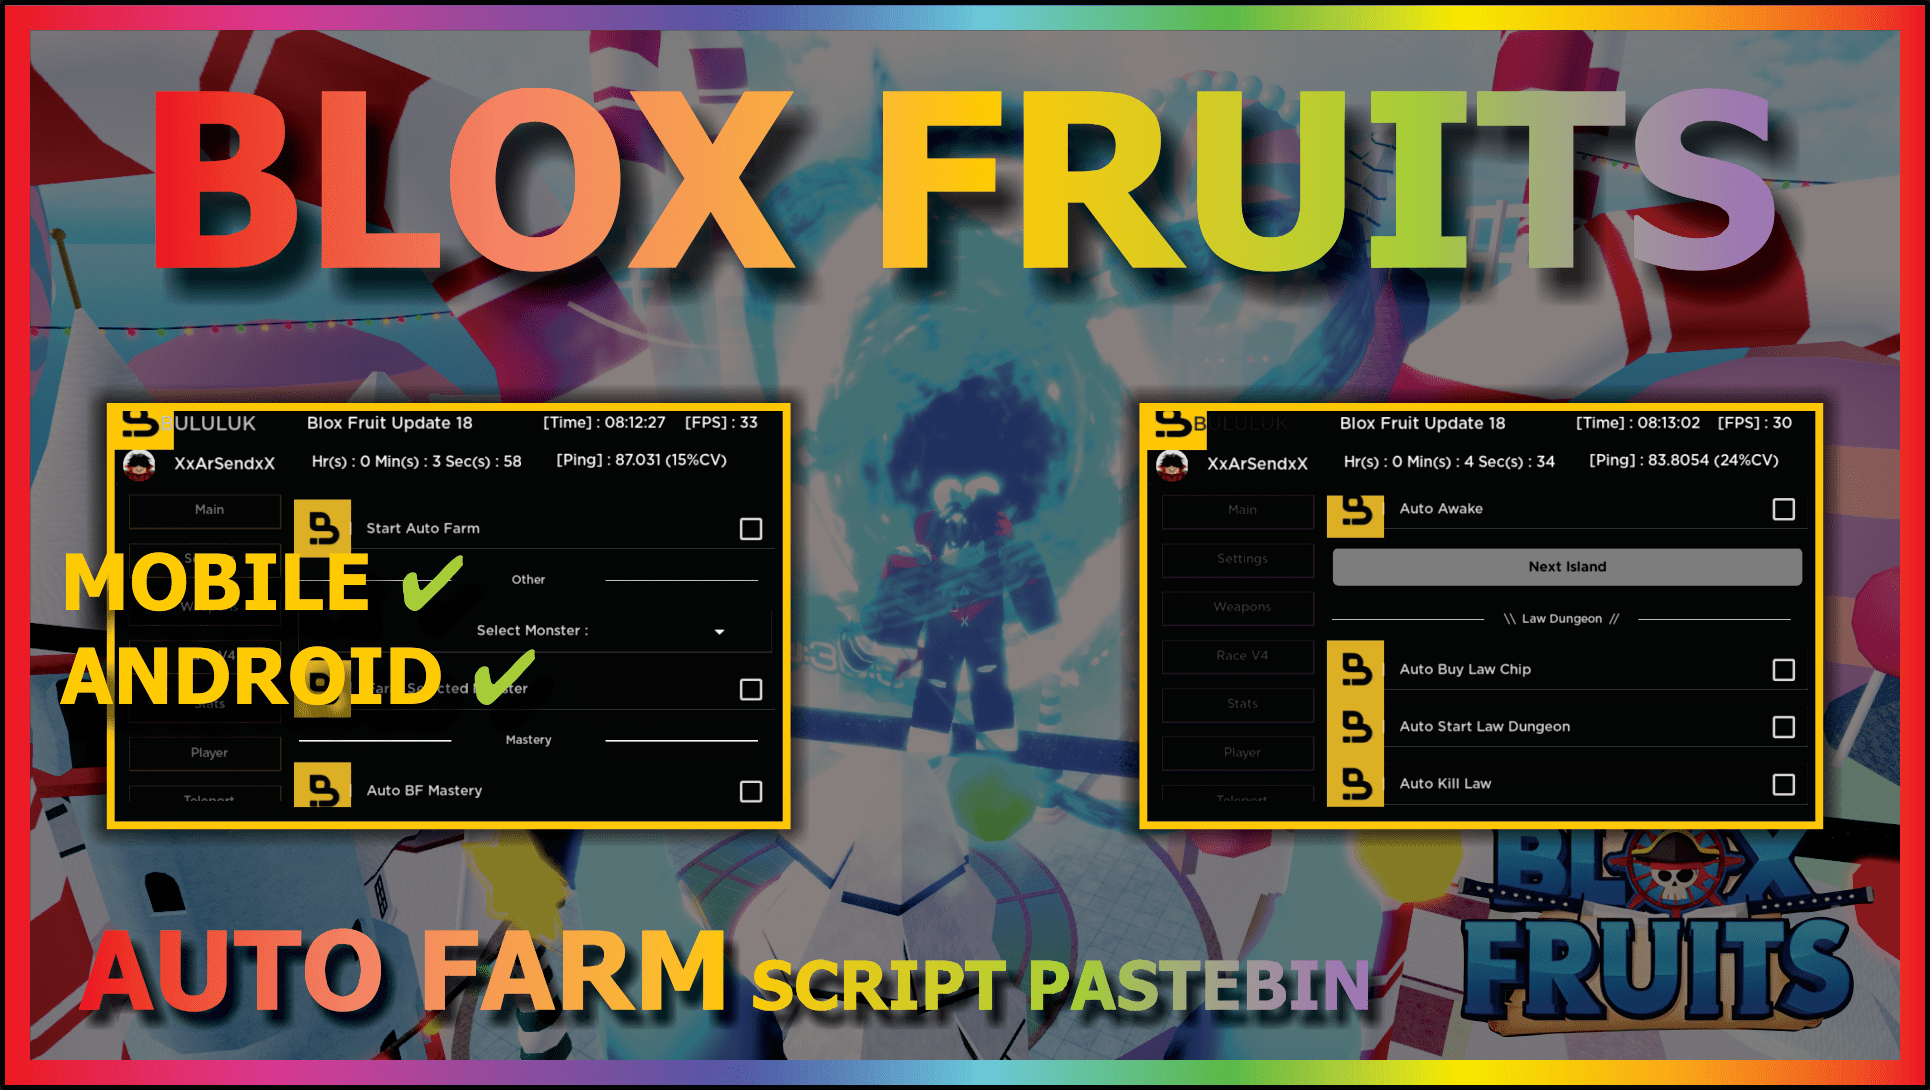 BLOX FRUITS
BULULUK
Blox Fruit Update 18
[Time] : 08:12:27
[FPS] : 33
XxArSendxX
Hr(s) : 0 Min(s) : 3 Sec(s) : 58
[Ping] : 87.031 (15%CV)
Main
Start Auto Farm
Other
Select Monster :
Stats
Mastery
Player
Auto BF Mastery
Teleport
MOBILE ✔
ANDROID ✔
BULULUK
Blox Fruit Update 18
[Time] : 08:13:02
[FPS] : 30
XxArSendxX
Hr(s) : 0 Min(s) : 4 Sec(s) : 34
[Ping] : 83.8054 (24%CV)
Main
Settings
Weapons
Race V4
Stats
Player
Teleport
Auto Awake
Next Island
\\ Law Dungeon //
Auto Buy Law Chip
Auto Start Law Dungeon
Auto Kill Law
AUTO FARM SCRIPT PASTEBIN
BLOX
FRUITS